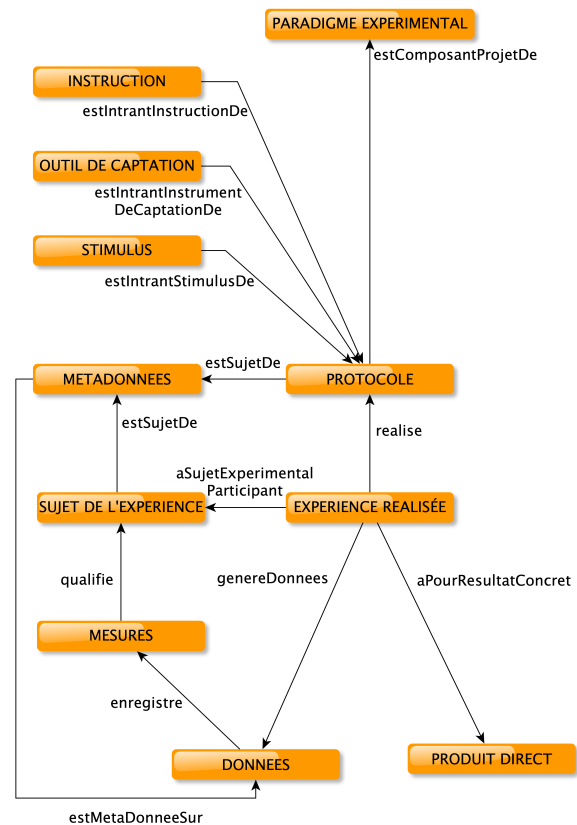 PARADIGME EXPERIMENTAL
estComposantProjetDe
INSTRUCTION
estIntrantInstructionDe
OUTIL DE CAPTATION
estIntrantInstrument
DeCaptationDe
STIMULUS
estIntrantStimulusDe
estSujetDe
METADONNEES
PROTOCOLE
estSujetDe
realise
aSujetExperimental
Participant
SUJET DE L'EXPERIENCE
EXPERIENCE REALISÉE
qualifie
genereDonnees
aPourResultatConcret
MESURES
enregistre
DONNEES
PRODUIT DIRECT
estMetaDonneeSur